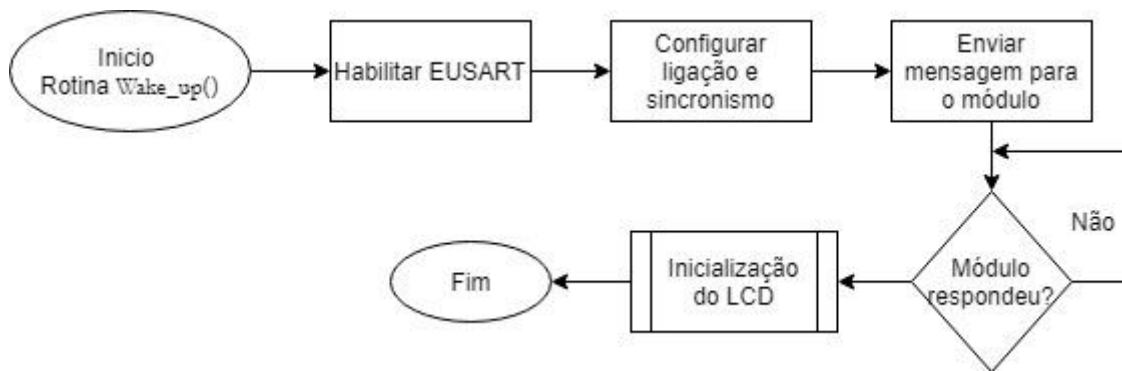 Inicio
Rotina Wake_up()
Habilitar EUSART
Configurar
ligação e
sincronismo
Enviar
mensagem para
o módulo
Não
Módulo
respondeu?
Inicialização
do LCD
Fim